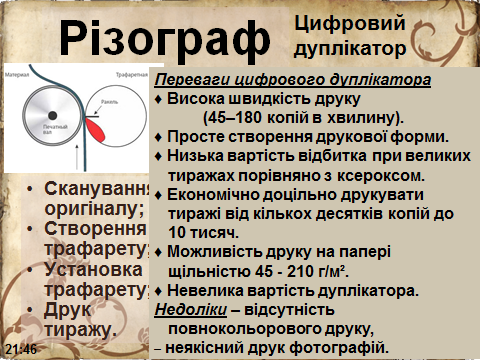 Різограф
Цифровий
дуплікатор
Материал
Трафаретная
Ракель
Печатный
вал
• Сканування
оригіналу;
• Створення
трафарету;
• Установка
трафарету;
• Друк
тиражу.
Переваги цифрового дуплікатора
♦ Висока швидкість друку
(45–180 копій в хвилину).
♦ Просте створення друкової форми.
♦ Низька вартість відбитка при великих
тиражах порівняно з ксероксом.
♦ Економічно доцільно друкувати
тиражі від кількох десятків копій до
10 тисяч.
♦ Можливість друку на папері
щільністю 45 - 210 г/м².
♦ Невелика вартість дуплікатора.
Недоліки – відсутність
повнокольорового друку,
– неякісний друк фотографій.
21:46